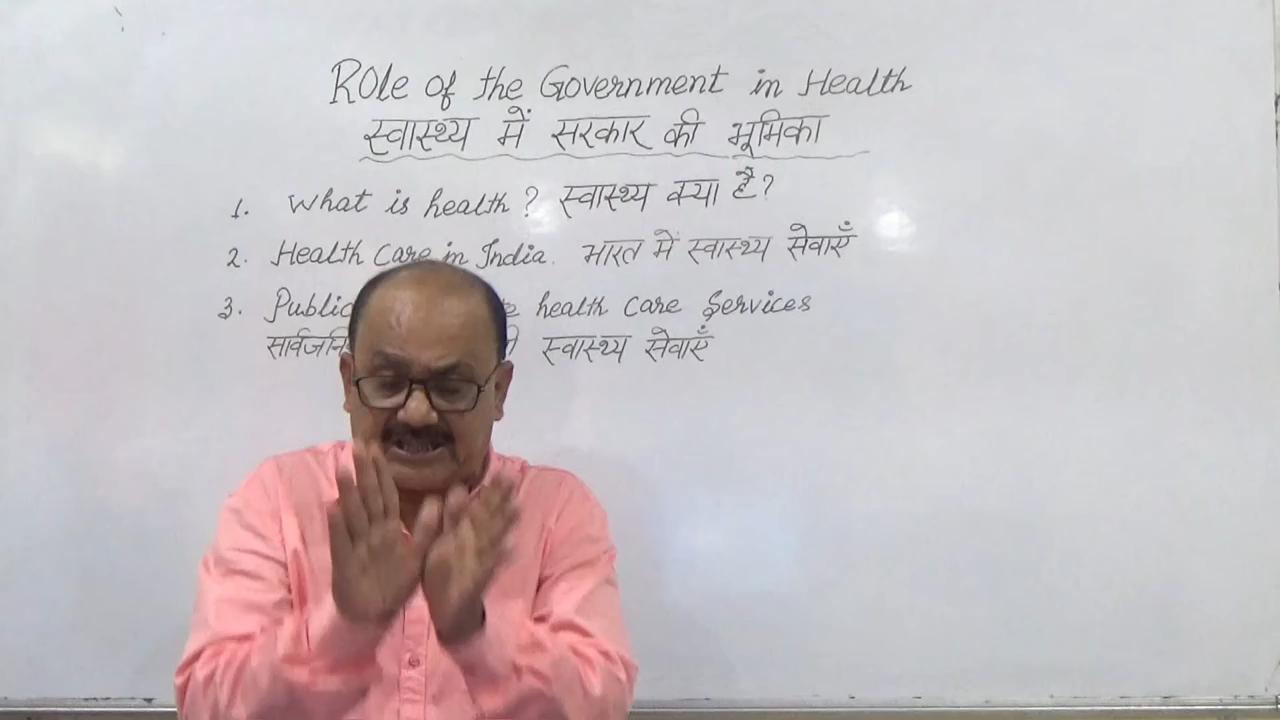 Role of the Government in Health
स्वास्थ्य में सरकार की भूमिका
1. What is health? स्वास्थ्य क्या है?
2. Health Care in India. भारत में स्वास्थ्य सेवाएँ
3. Public health care Services
स्वास्थ्य सेवाएँ